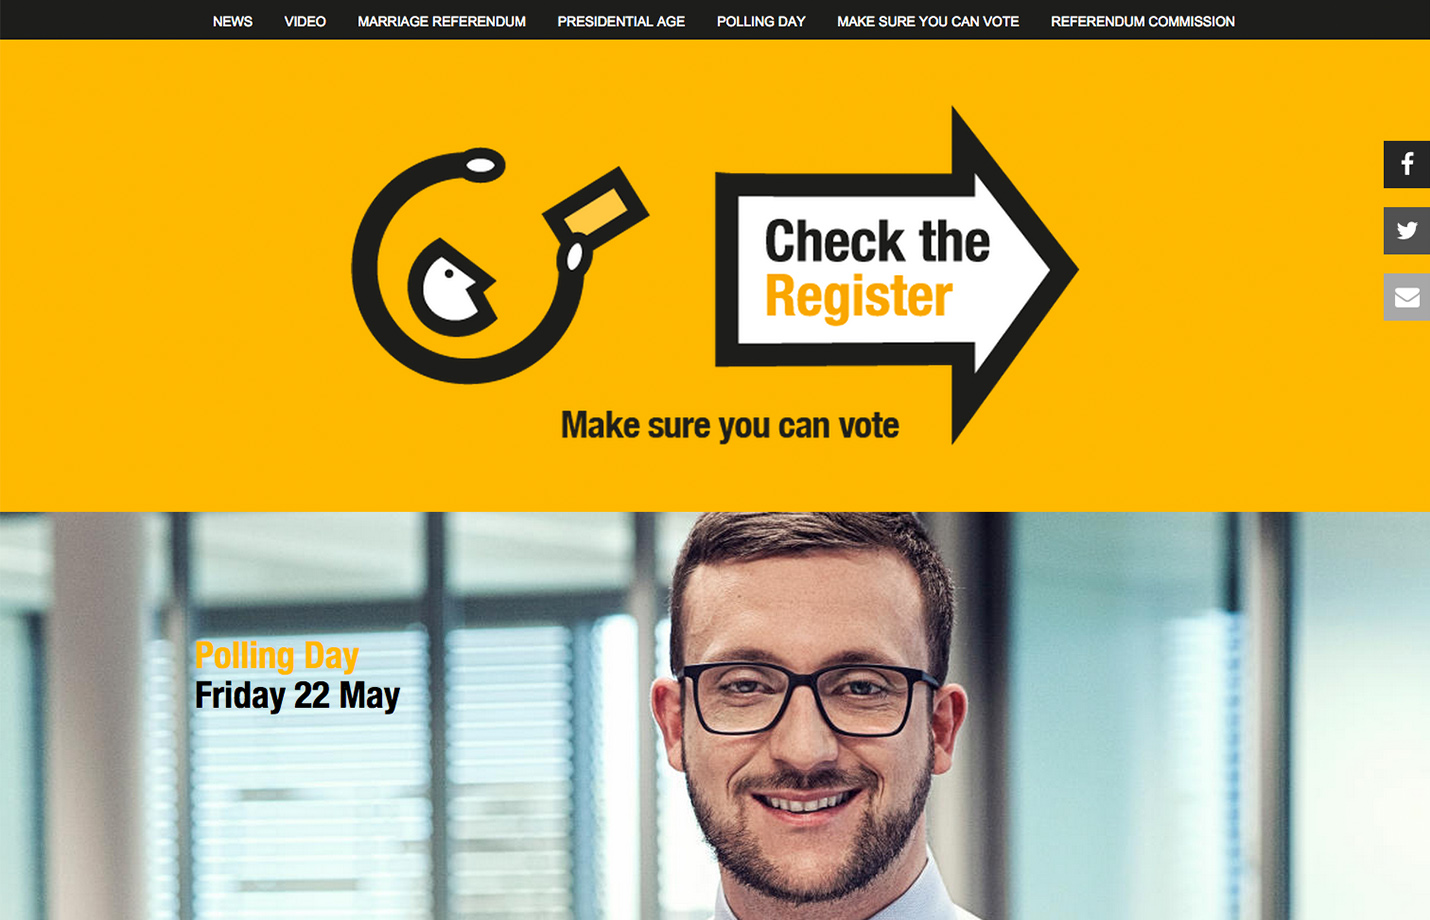 NEWS VIDEO MARRIAGE REFERENDUM PRESIDENTIAL AGE POLLING DAY MAKE SURE YOU CAN VOTE REFERENDUM COMMISSION
Check the
Register
Make sure you can vote
Polling Day
Friday 22 May